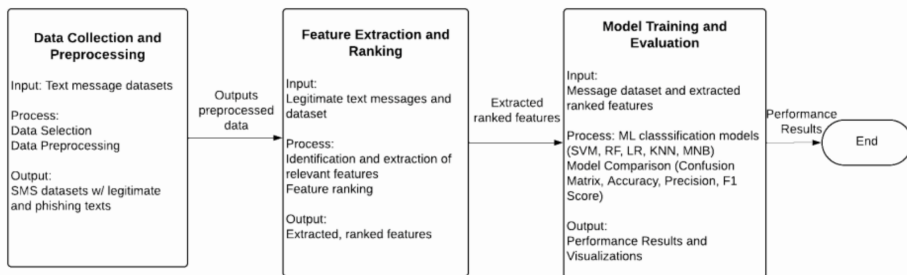 Data Collection and
Preprocessing
Input: Text message datasets
Process:
Data Selection
Data Preprocessing
Output:
SMS datasets w/ legitimate
and phishing texts
Outputs
preprocessed
data
Feature Extraction and
Ranking
Input:
Legitimate text messages and
dataset
Process:
Identification and extraction of
relevant features
Feature ranking
Output:
Extracted, ranked features
Extracted
ranked features
Model Training and
Evaluation
Input:
Message dataset and extracted
ranked features
Process: ML classsification models
(SVM, RF, LR, KNN, MNB)
Model Comparison (Confusion
Matrix, Accuracy, Precision, F1
Score)
Output:
Performance Results and
Visualizations
Performance
Results
End